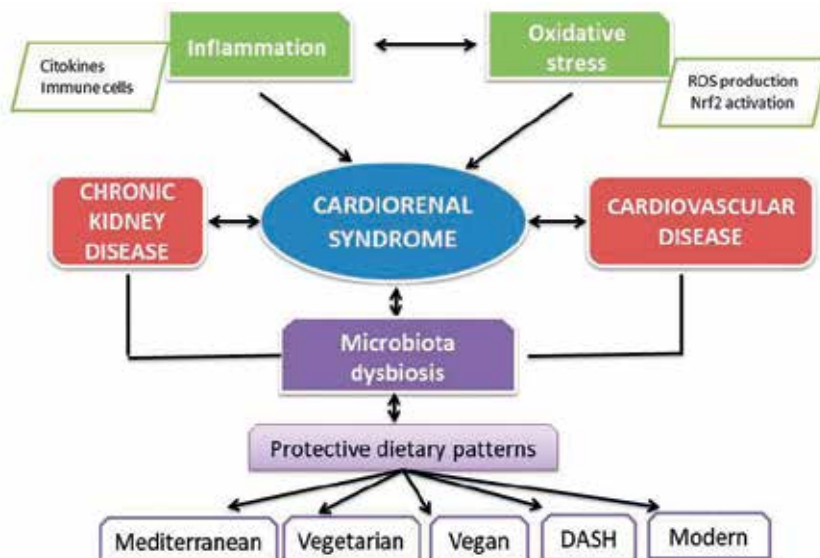 Inflammation
Oxidative
stress
Citokines
Immune cells
ROS production
Nrf2 activation
CHRONIC
KIDNEY
DISEASE
CARDIORENAL
SYNDROME
CARDIOVASCULAR
DISEASE
Microbiota
dysbiosis
Protective dietary patterns
Mediterranean
Vegetarian
Vegan
DASH
Modern